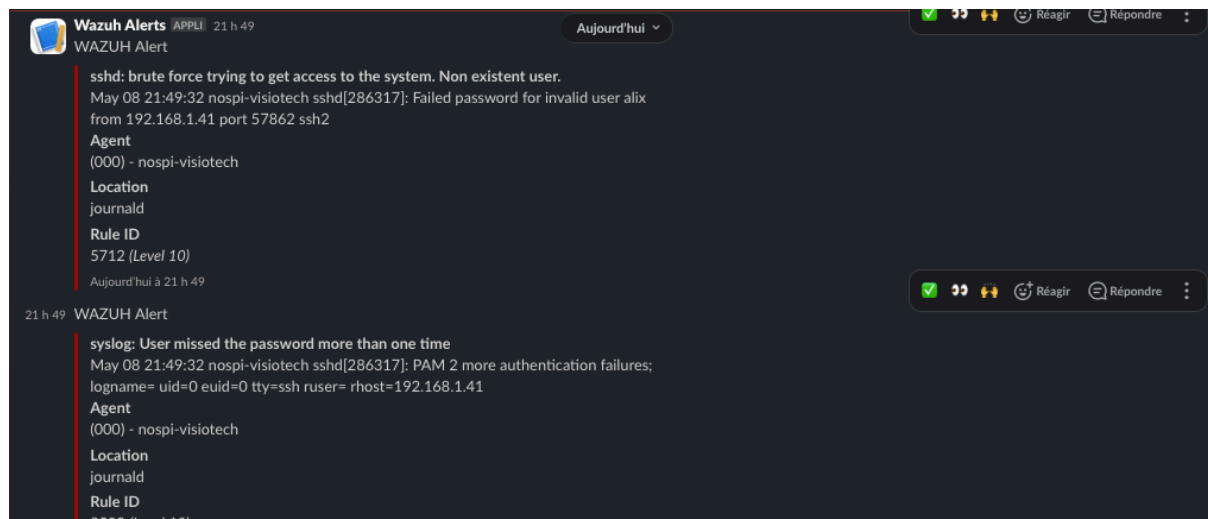 Wazuh Alerts APPLI 21 h 49
Aujourd'hui
Réagir Répondre
WAZUH Alert
sshd: brute force trying to get access to the system. Non existent user.
May 08 21:49:32 nospi-visiotech sshd[286317]: Failed password for invalid user alix
from 192.168.1.41 port 57862 ssh2
Agent
(000) - nospi-visiotech
Location
journald
Rule ID
5712 (Level 10)
Aujourd'hui à 21 h 49
Réagir Répondre
21 h 49 WAZUH Alert
syslog: User missed the password more than one time
May 08 21:49:32 nospi-visiotech sshd[286317]: PAM 2 more authentication failures;
logname= uid=0 euid=0 tty=ssh ruser= rhost=192.168.1.41
Agent
(000) - nospi-visiotech
Location
journald
Rule ID